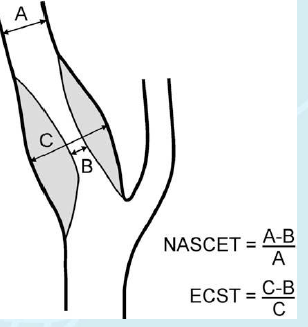 A
C
B
NASCET = A-B
A
ECST = C-B
C